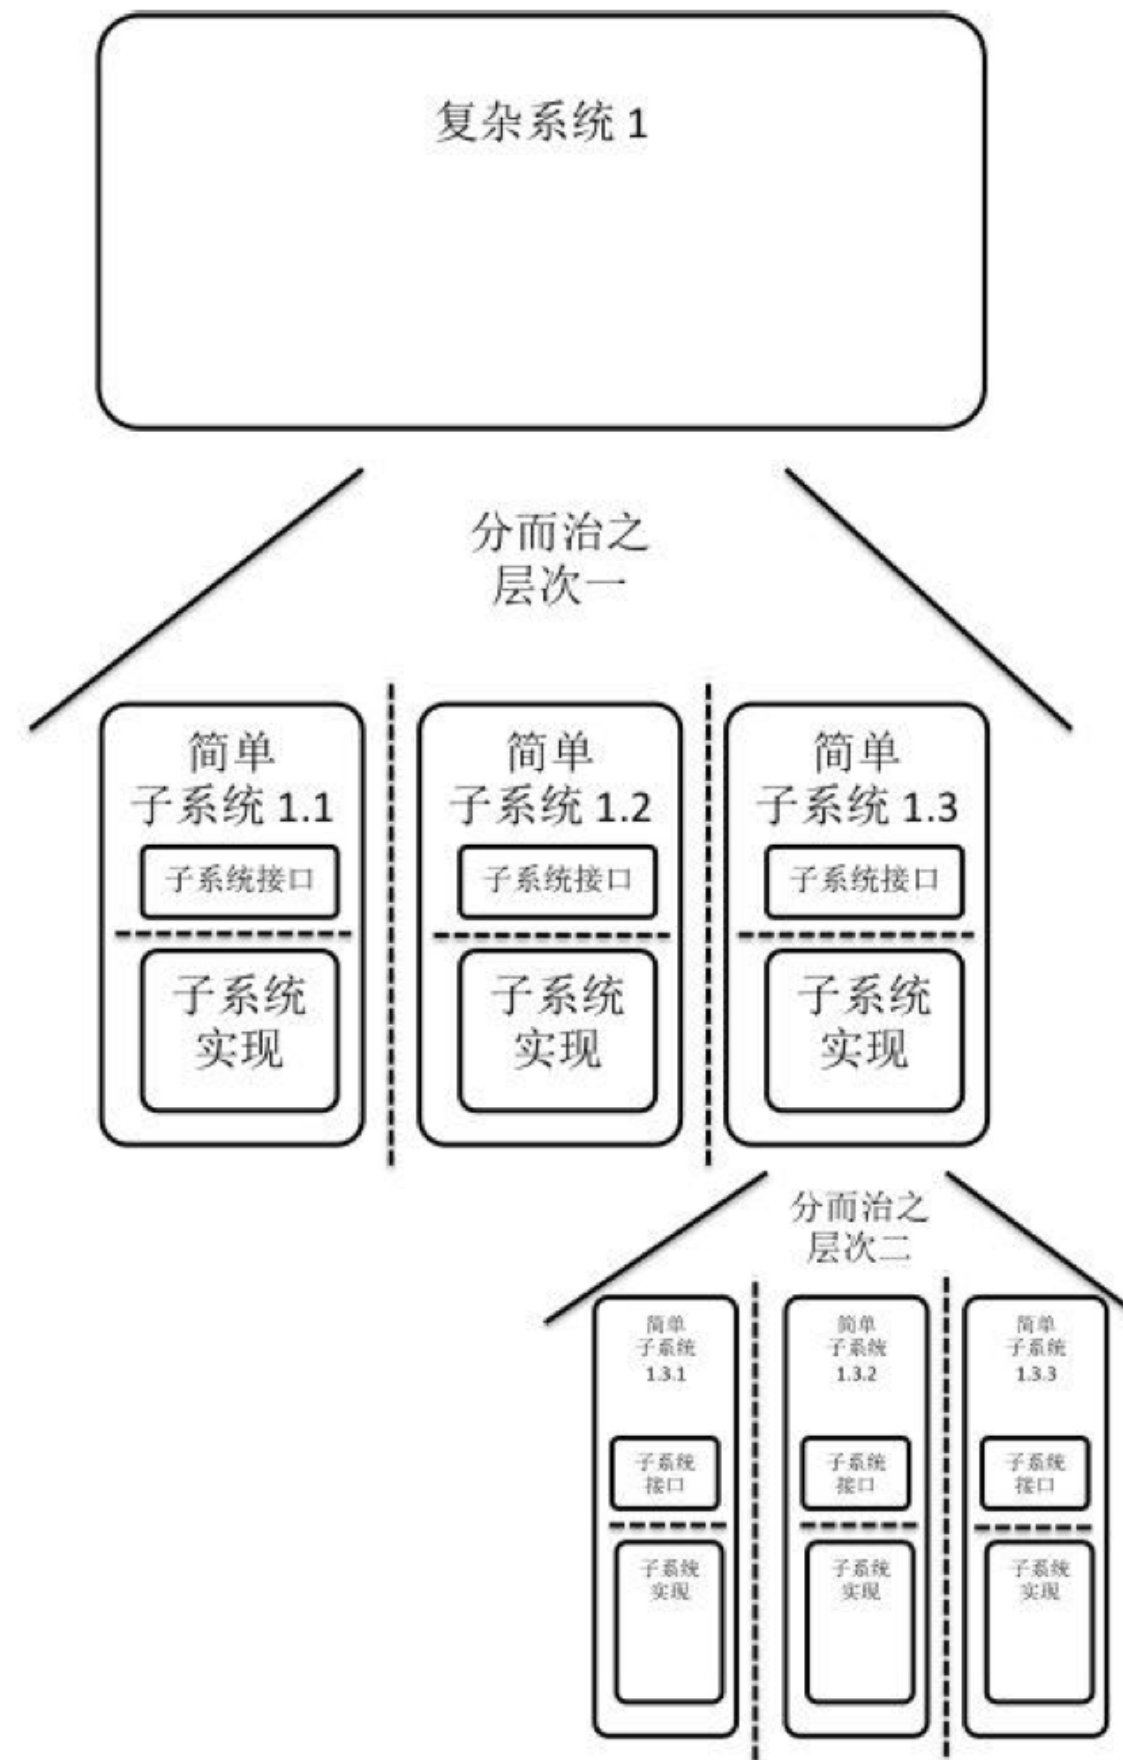 复杂系统 1
分而治之
层次一
简单
子系统 1.1
子系统接口
子系统
实现
简单
子系统 1.2
子系统接口
子系统
实现
简单
子系统 1.3
子系统接口
子系统
实现
分而治之
层次二
简单
子系统
1.3.1
子系统
接口
子系统
实现
简单
子系统
1.3.2
子系统
接口
子系统
实现
简单
子系统
1.3.3
子系统
接口
子系统
实现